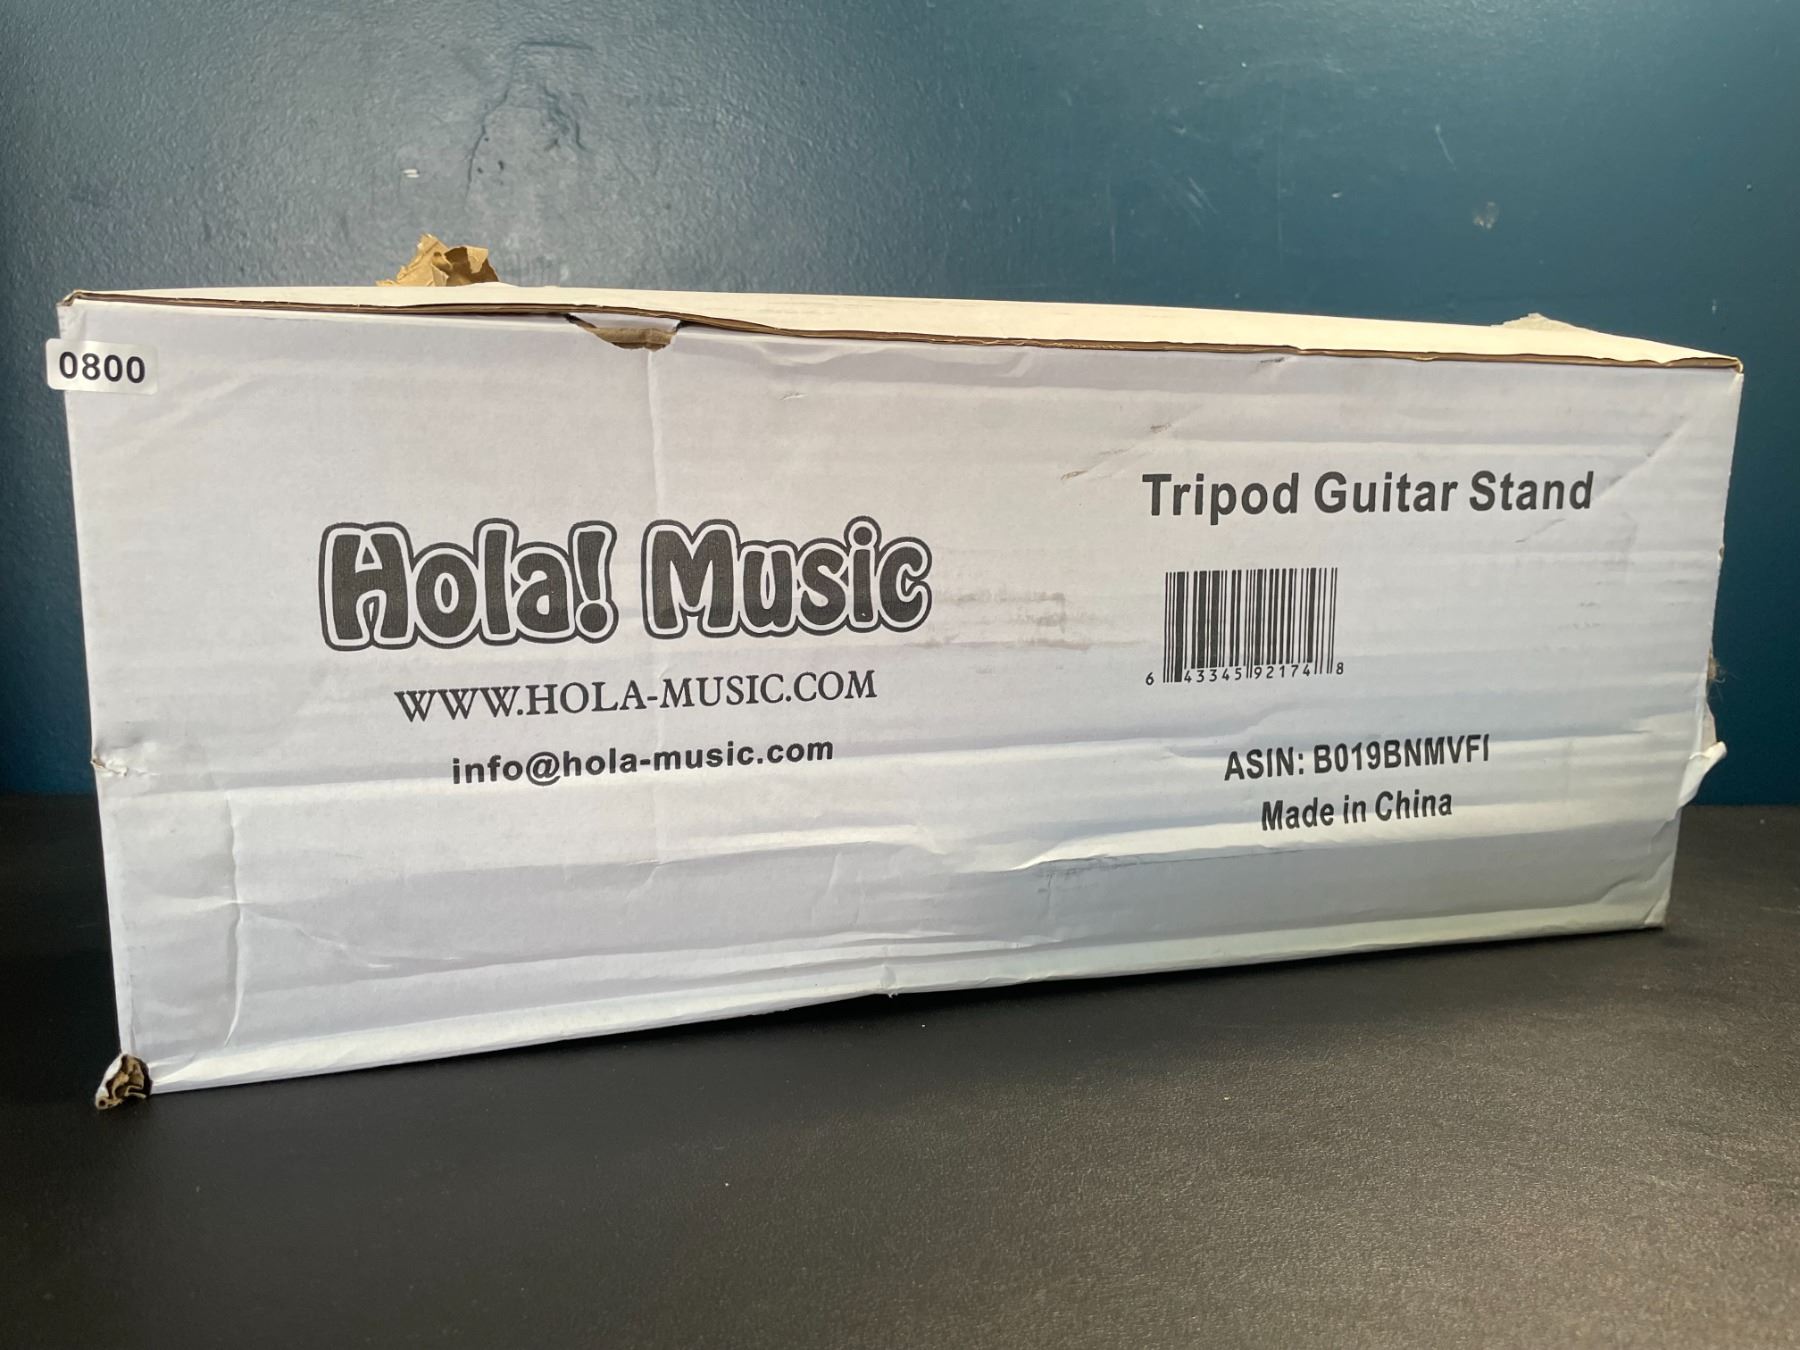 0800
Hola! Music
WWW.HOLA-MUSIC.COM
info@hola-music.com
Tripod Guitar Stand
6 43345 92174 8
ASIN: B019BNMVFI
Made in China